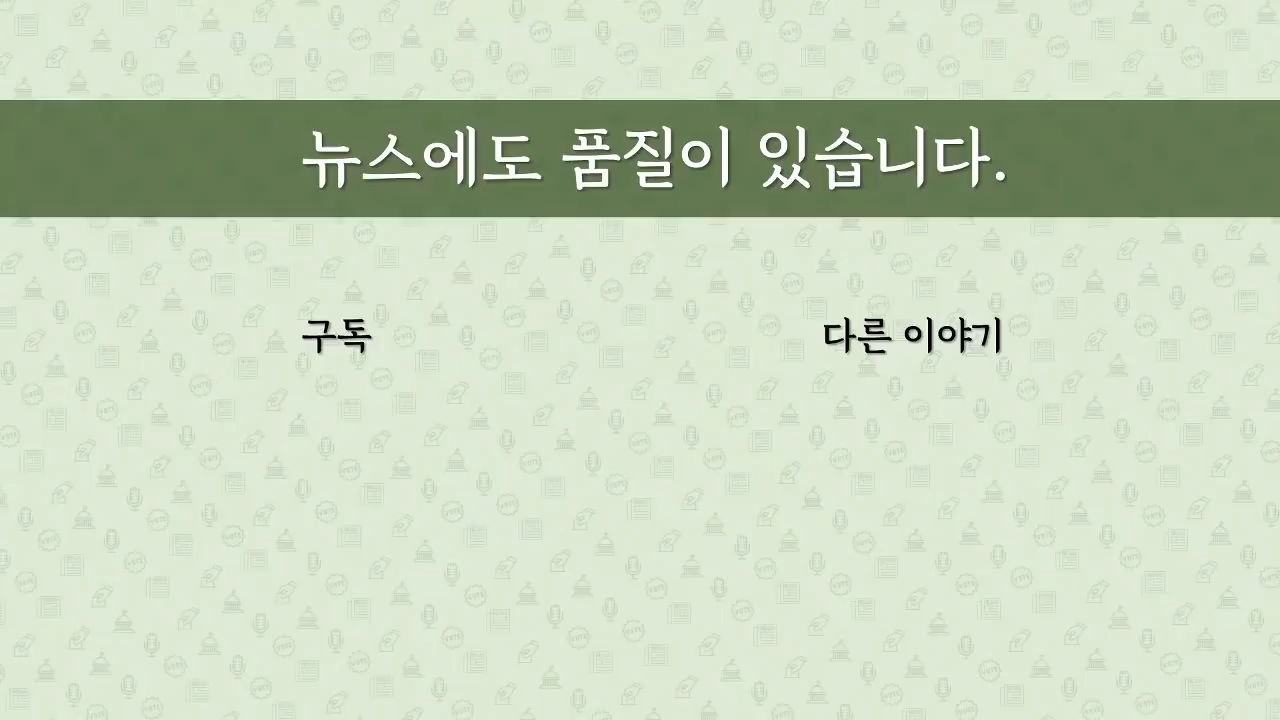 뉴스에도 품질이 있습니다.
구독
다른 이야기